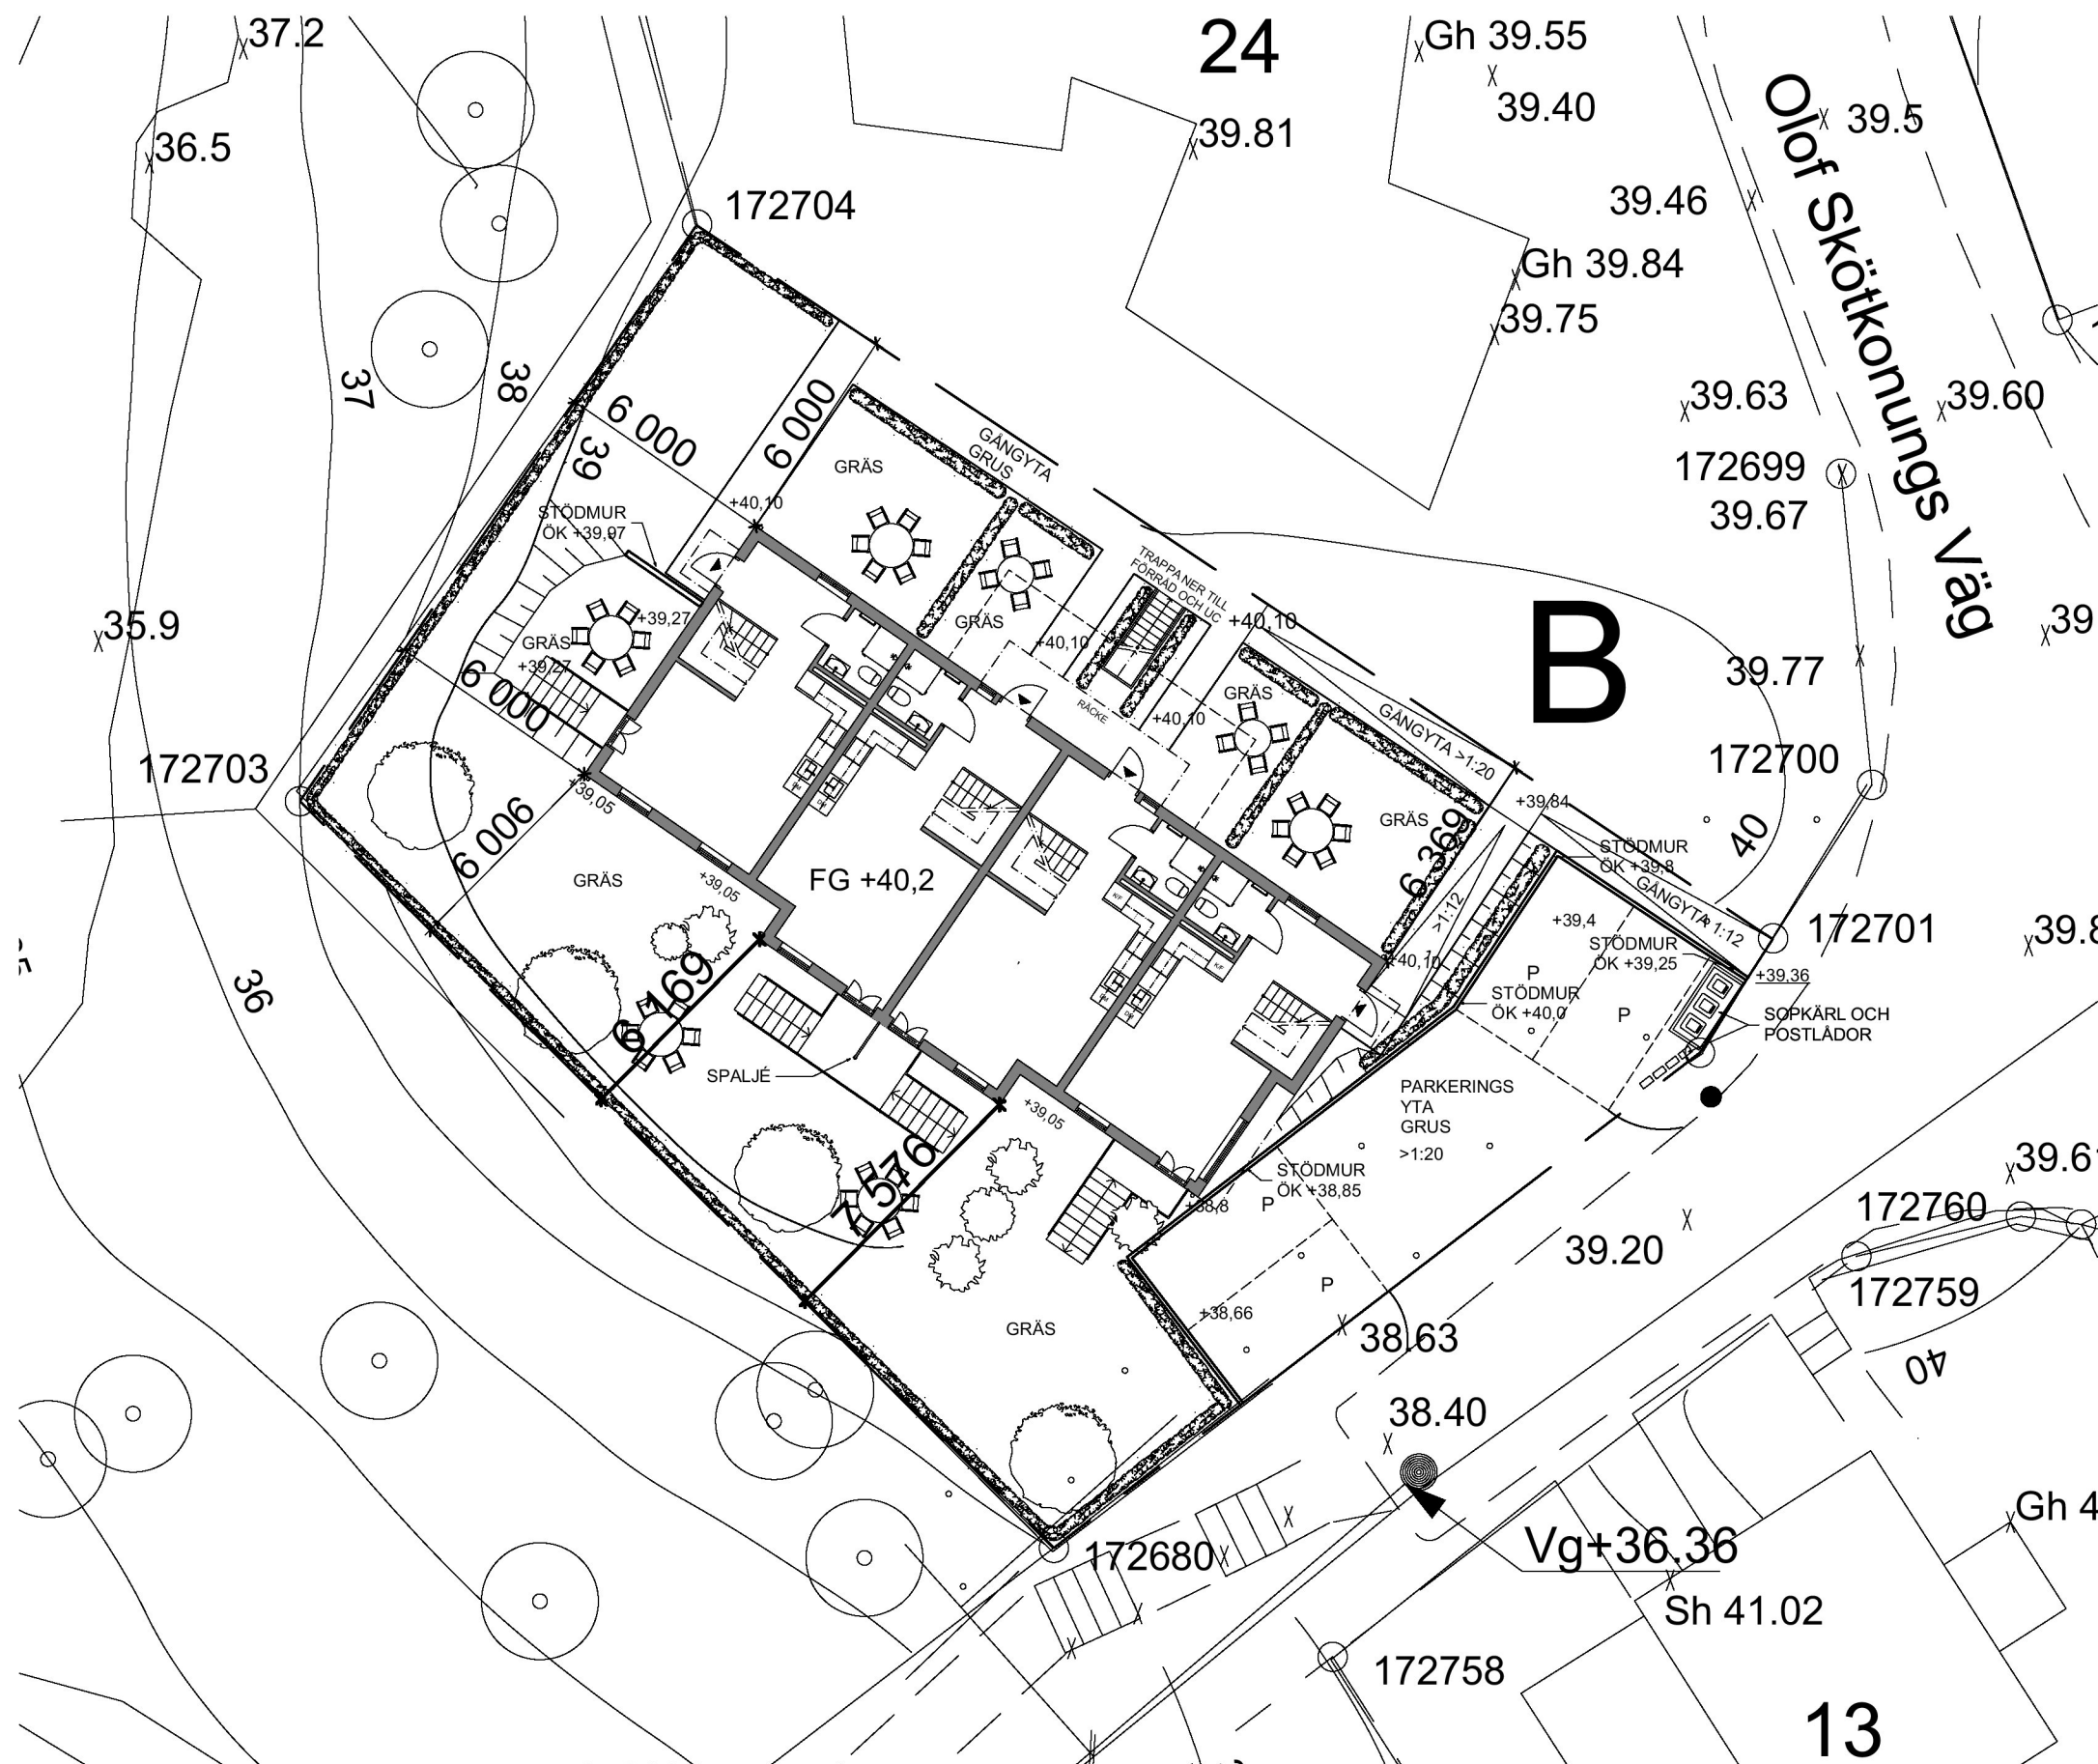 37.2
24
Gh 39.55
39.40
39.81
39.5
36.5
Olof Skötkonungs Väg
172704
39.46
Gh 39.84
39.75
37
38
39
6 000
6 000
39.63
39.60
GÅNGYTA
GRUS
GRÄS
172699
39.67
+40,10
STÖDMUR
ÖK +39,97
TRAPPA NER TILL
FÖRRÅD OCH UC
+40,10
B
35.9
+39,27
GRÄS
+39,27
GRÄS
+40,10
39
39.77
6 000
RÄCKE
+40,10
GRÄS
GÅNGYTA >1:20
172703
172700
+39,05
+39,84
6 006
GRÄS
6 369
40
STÖDMUR
ÖK +39,8
GRÄS
+39,05
FG +40,2
GÅNGYTA 1:12
>1:12
+39,4
172701
39.8
STÖDMUR
ÖK +39,25
+40,10
P
+39,36
36
6 169
STÖDMUR
ÖK +40,0
P
SOPKÄRL OCH
POSTLÅDOR
SPALJÉ
PARKERINGS
YTA
GRUS
>1:20
+39,05
7 576
STÖDMUR
ÖK +38,85
P
+38,8
39.61
172760
39.20
172759
P
+38,66
GRÄS
38.63
40
38.40
Gh 4
Vg+36.36
172680
Sh 41.02
172758
13